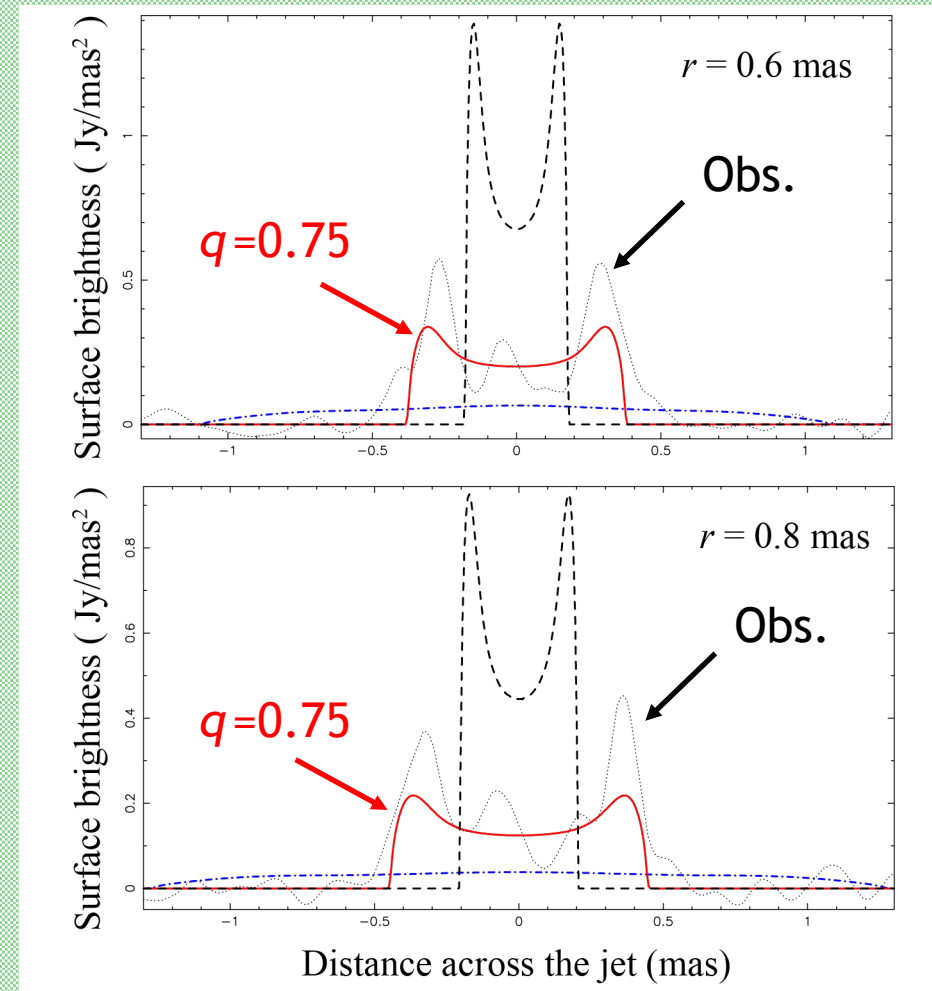 Surface brightness ( Jy/mas²)
r = 0.6 mas
Obs.
q=0.75
1
0.5
0
-1
-0.5
0
0.5
1
Surface brightness ( Jy/mas²)
r = 0.8 mas
Obs.
q=0.75
0.8
0.6
0.4
0.2
0
-1
-0.5
0
0.5
1
Distance across the jet (mas)